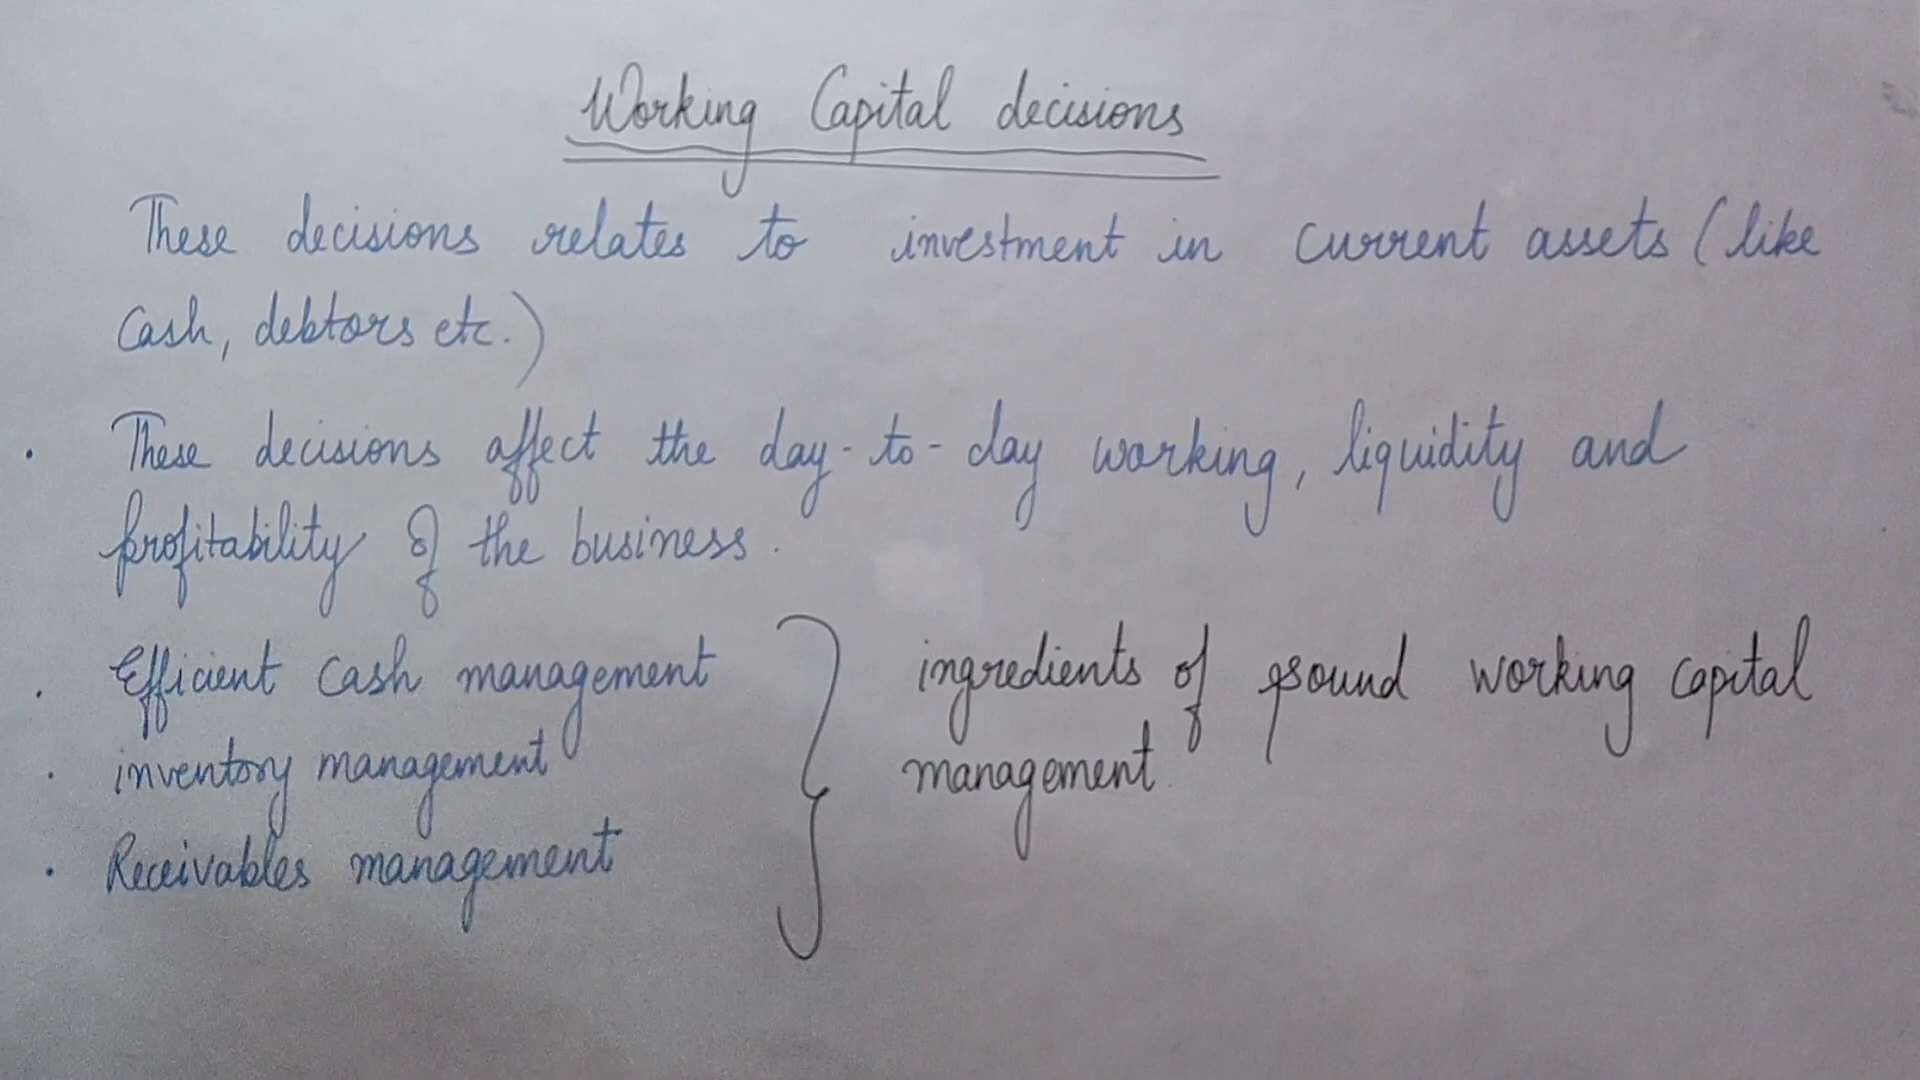 Working Capital decisions
These decisions relates to investment in current assets (like
Cash, debtors etc.)
. These decisions affect the day-to-day working, liquidity and
profitability of the business.
. Efficient Cash management
. inventory management
. Receivables management
ingredients of sound working capital
management.